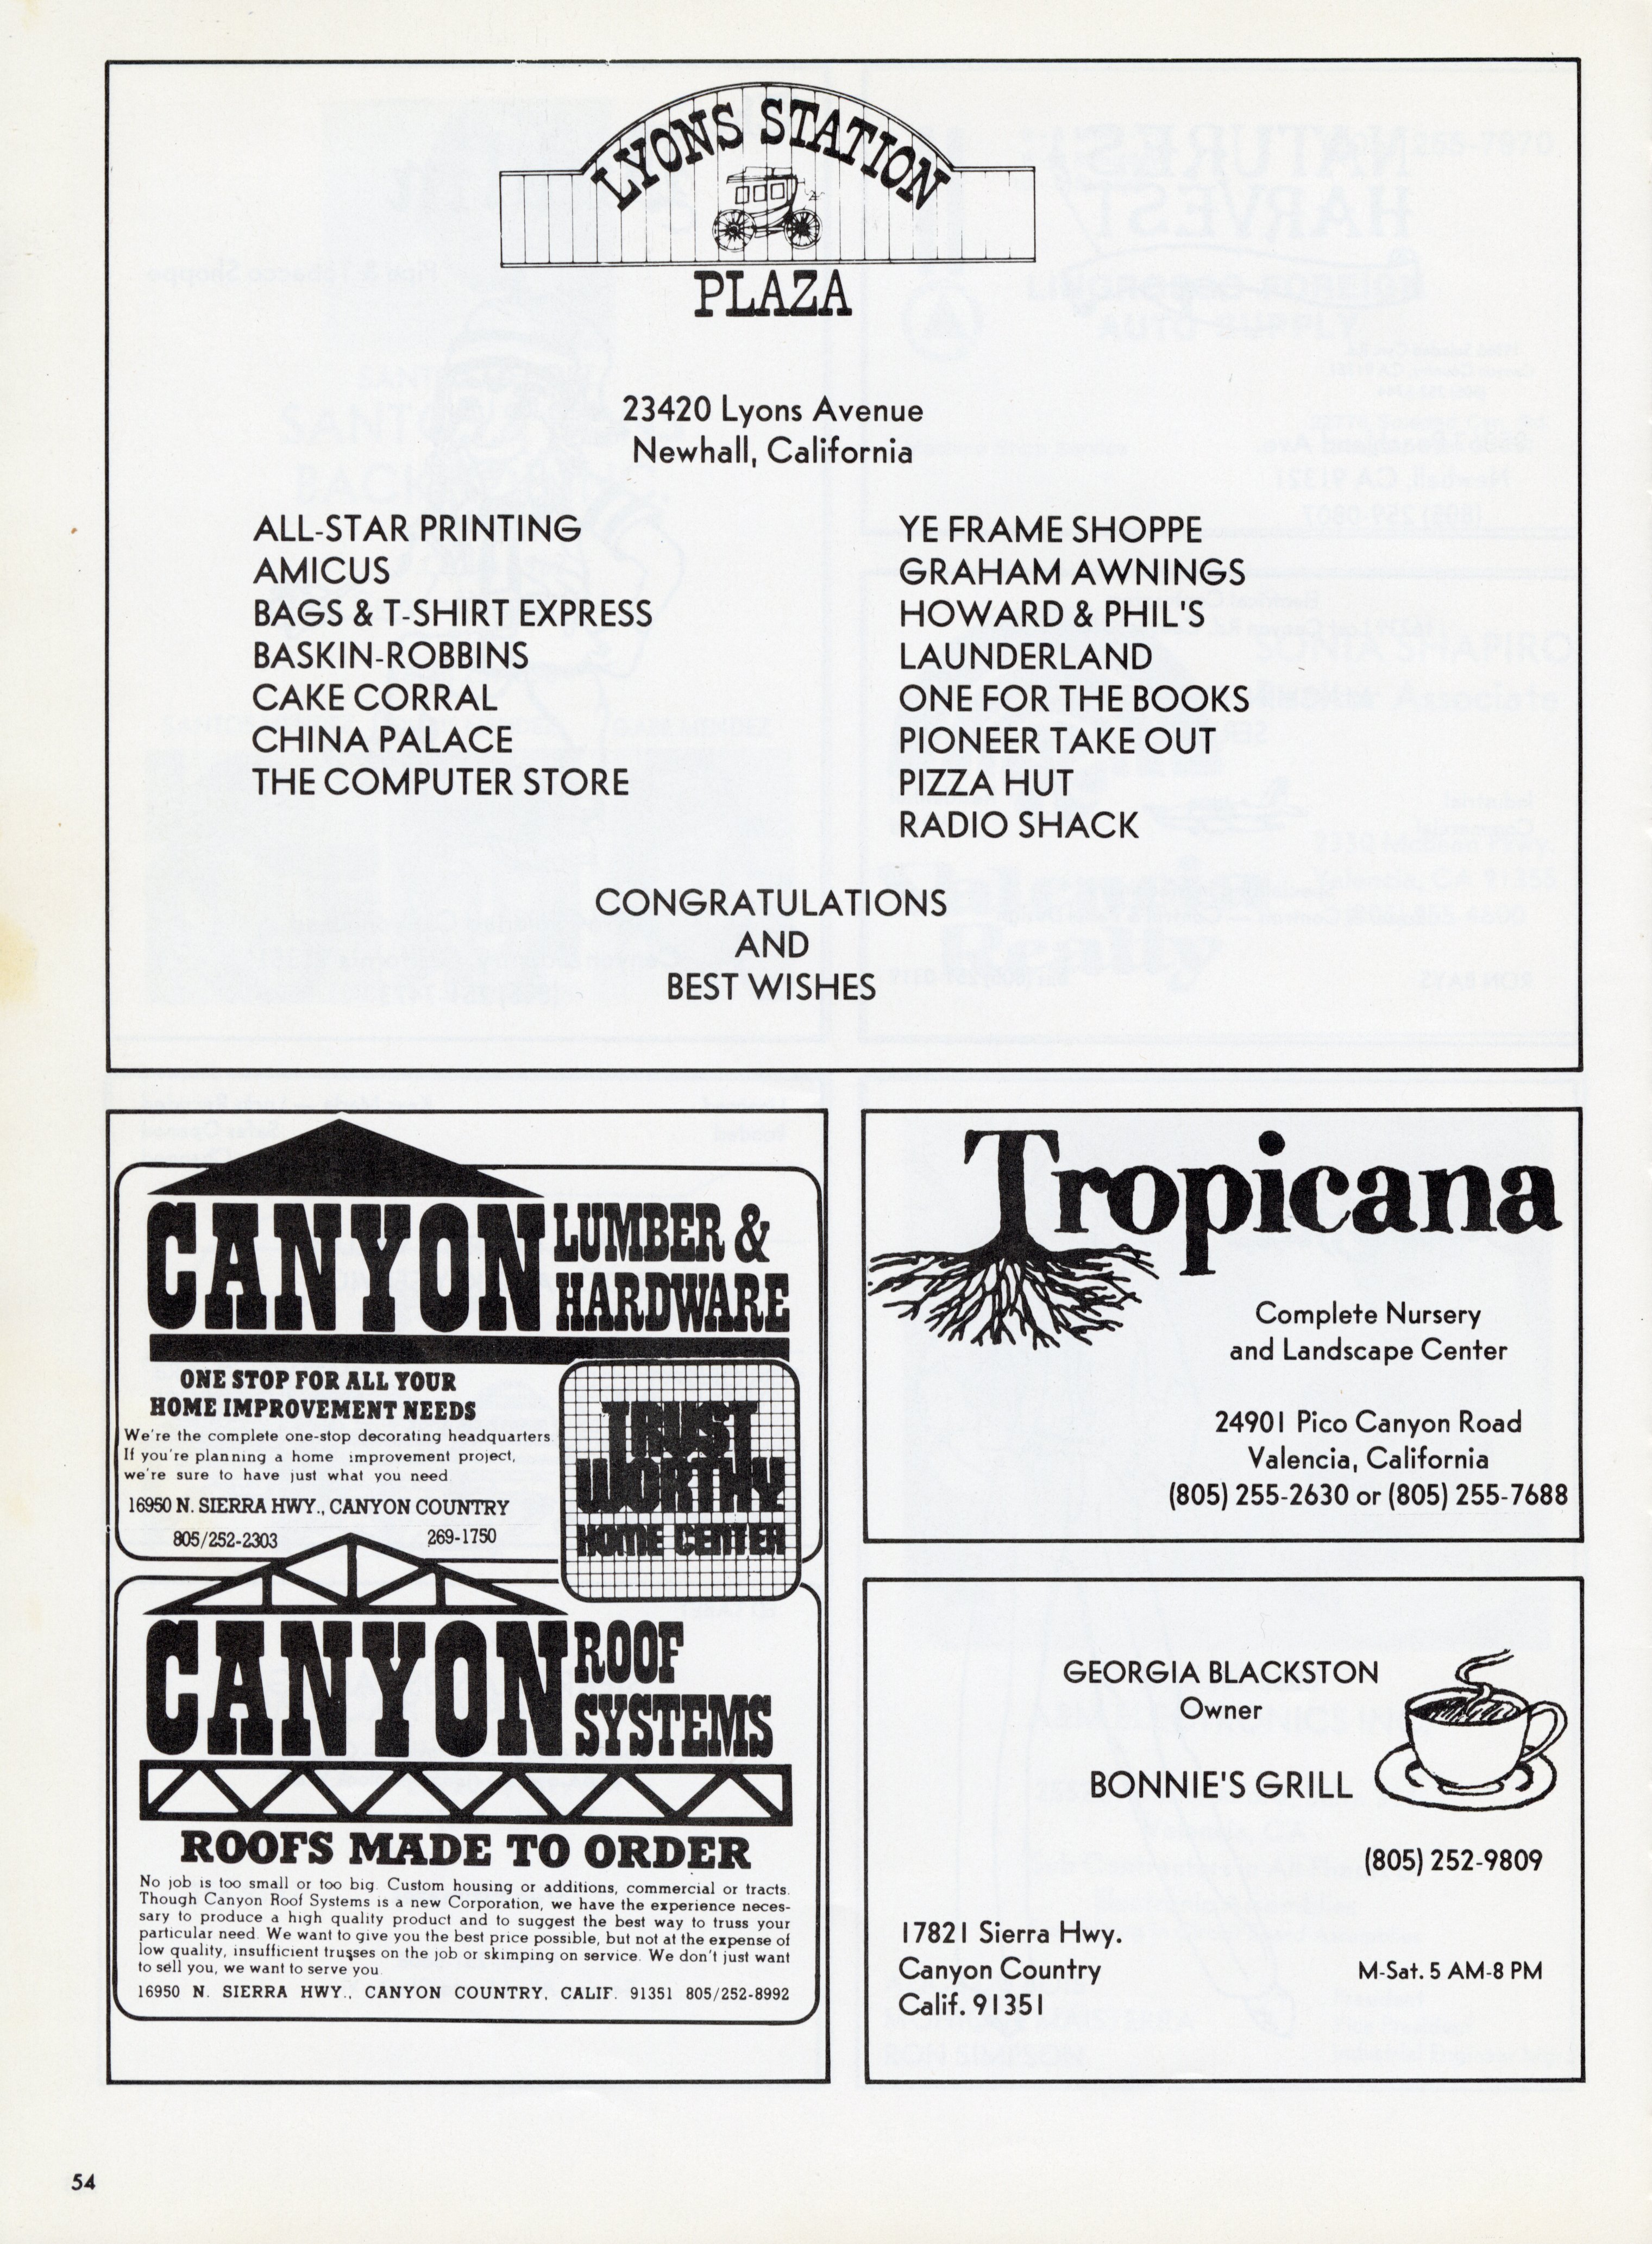 LYONS STATION
PLAZA
23420 Lyons Avenue
Newhall, California
ALL-STAR PRINTING
AMICUS
BAGS & T-SHIRT EXPRESS
BASKIN-ROBBINS
CAKE CORRAL
CHINA PALACE
THE COMPUTER STORE
YE FRAME SHOPPE
GRAHAM AWNINGS
HOWARD & PHIL'S
LAUNDERLAND
ONE FOR THE BOOKS
PIONEER TAKE OUT
PIZZA HUT
RADIO SHACK
CONGRATULATIONS
AND
BEST WISHES
CANYON LUMBER &
HARDWARE
ONE STOP FOR ALL YOUR
HOME IMPROVEMENT NEEDS
We're the complete one-stop decorating headquarters.
If you're planning a home improvement project,
we're sure to have just what you need
16950 N. SIERRA HWY., CANYON COUNTRY
805/252-2303 269-1750
TRUST
WORTHY
HOME CENTER
CANYON ROOF
SYSTEMS
ROOFS MADE TO ORDER
No job is too small or too big. Custom housing or additions, commercial or tracts.
Though Canyon Roof Systems is a new Corporation, we have the experience neces-
sary to produce a high quality product and to suggest the best way to truss your
particular need. We want to give you the best price possible, but not at the expense of
low quality, insufficient trusses on the job or skimping on service. We don't just want
to sell you, we want to serve you.
16950 N. SIERRA HWY., CANYON COUNTRY, CALIF. 91351 805/252-8992
Tropicana
Complete Nursery
and Landscape Center
24901 Pico Canyon Road
Valencia, California
(805) 255-2630 or (805) 255-7688
GEORGIA BLACKSTON
Owner
BONNIE'S GRILL
(805) 252-9809
17821 Sierra Hwy.
Canyon Country
Calif. 91351
M-Sat. 5 AM-8 PM
54